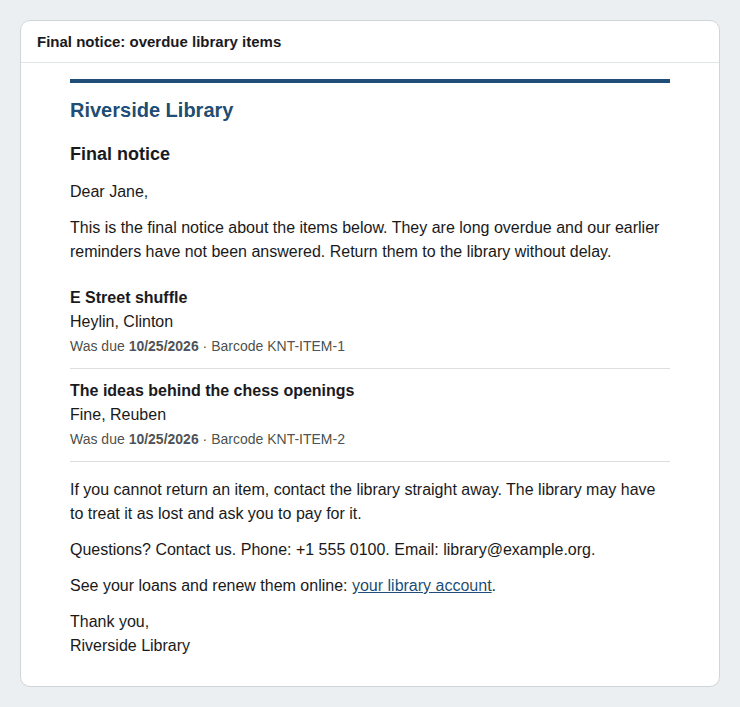 Final notice: overdue library items
Riverside Library
Final notice
Dear Jane,
This is the final notice about the items below. They are long overdue and our earlier
reminders have not been answered. Return them to the library without delay.
E Street shuffle
Heylin, Clinton
Was due 10/25/2026 · Barcode KNT-ITEM-1
The ideas behind the chess openings
Fine, Reuben
Was due 10/25/2026 · Barcode KNT-ITEM-2
If you cannot return an item, contact the library straight away. The library may have
to treat it as lost and ask you to pay for it.
Questions? Contact us. Phone: +1 555 0100. Email: library@example.org.
See your loans and renew them online: your library account.
Thank you,
Riverside Library